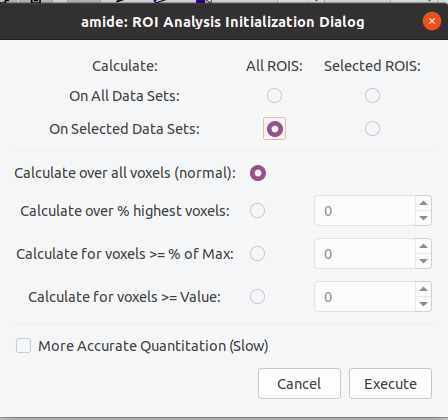 amide: ROI Analysis Initialization Dialog
Calculate: All ROIS: Selected ROIS:
On All Data Sets:
On Selected Data Sets:
Calculate over all voxels (normal):
Calculate over % highest voxels: 0
Calculate for voxels >= % of Max: 0
Calculate for voxels >= Value: 0
More Accurate Quantitation (Slow)
Cancel Execute